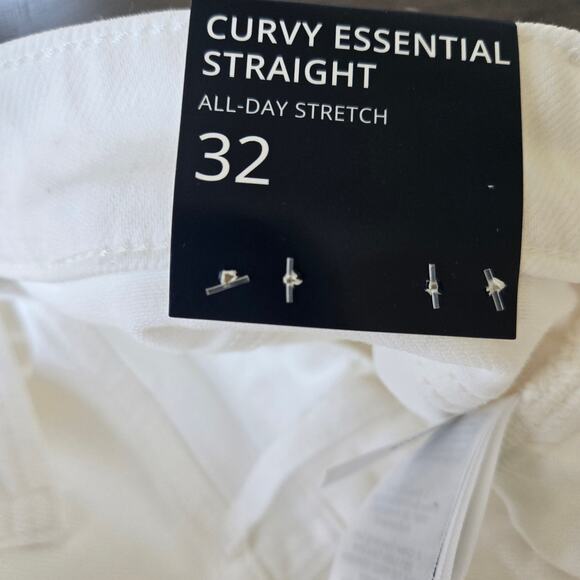 CURVY ESSENTIAL
STRAIGHT
ALL-DAY STRETCH
32